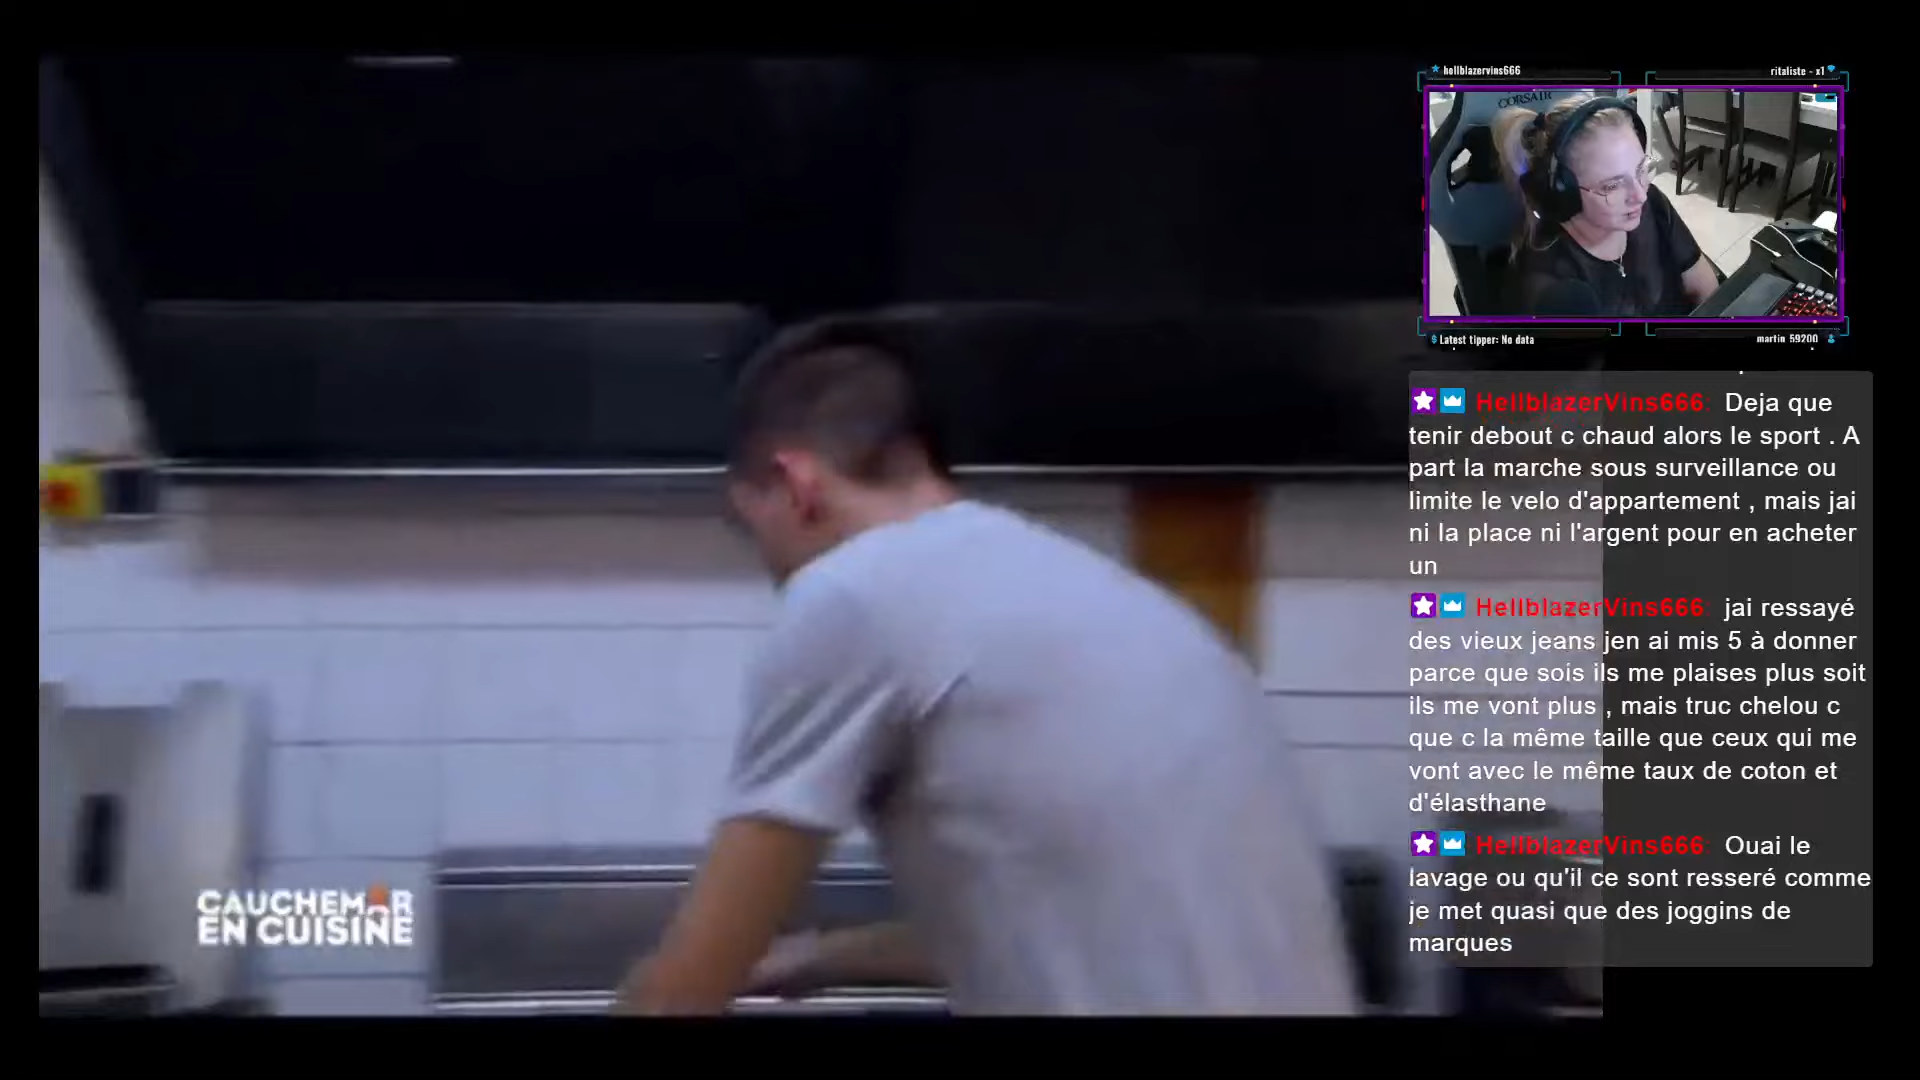 CORSAIR
hellblazervins666
ritaliste - x1
Latest tipper: No data
martin_59200
HellblazerVins666: Deja que
tenir debout c chaud alors le sport . A
part la marche sous surveillance ou
limite le velo d'appartement , mais jai
ni la place ni l'argent pour en acheter
un
HellblazerVins666: jai ressayé
des vieux jeans jen ai mis 5 à donner
parce que sois ils me plaises plus soit
ils me vont plus , mais truc chelou c
que c la même taille que ceux qui me
vont avec le même taux de coton et
d'élasthane
HellblazerVins666: Ouai le
lavage ou qu'il ce sont resseré comme
je met quasi que des joggins de
marques
CAUCHEMAR
EN CUISINE